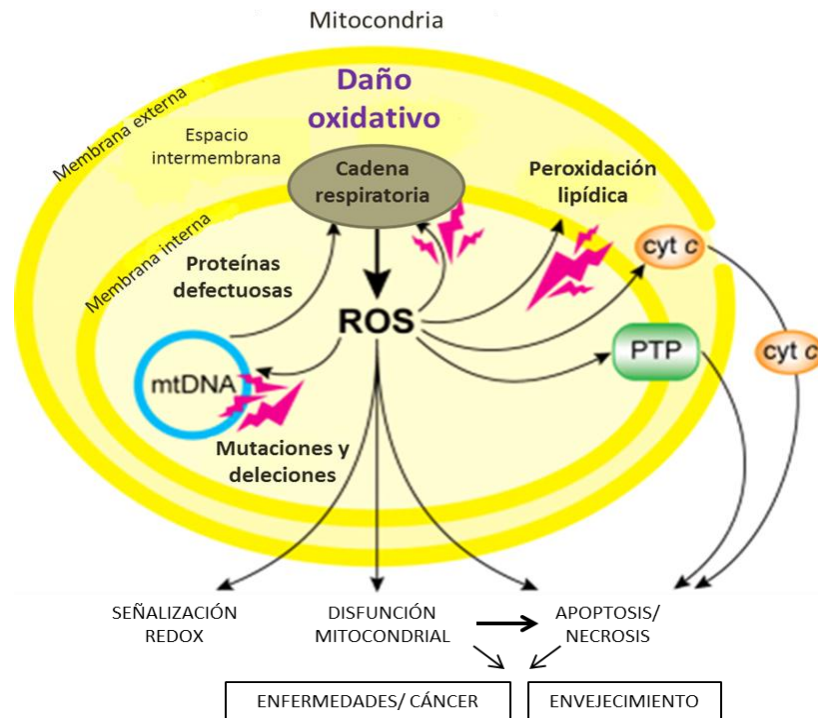 Mitocondria
Daño
oxidativo
Membrana externa
Espacio
intermembrana
Cadena
respiratoria
Peroxidación
lipídica
Membrana interna
cyt c
Proteínas
defectuosas
ROS
PTP
cyt c
mtDNA
Mutaciones y
deleciones
SEÑALIZACIÓN
REDOX
DISFUNCIÓN
MITOCONDRIAL
APOPTOSIS/
NECROSIS
ENFERMEDADES/ CÁNCER
ENVEJECIMIENTO